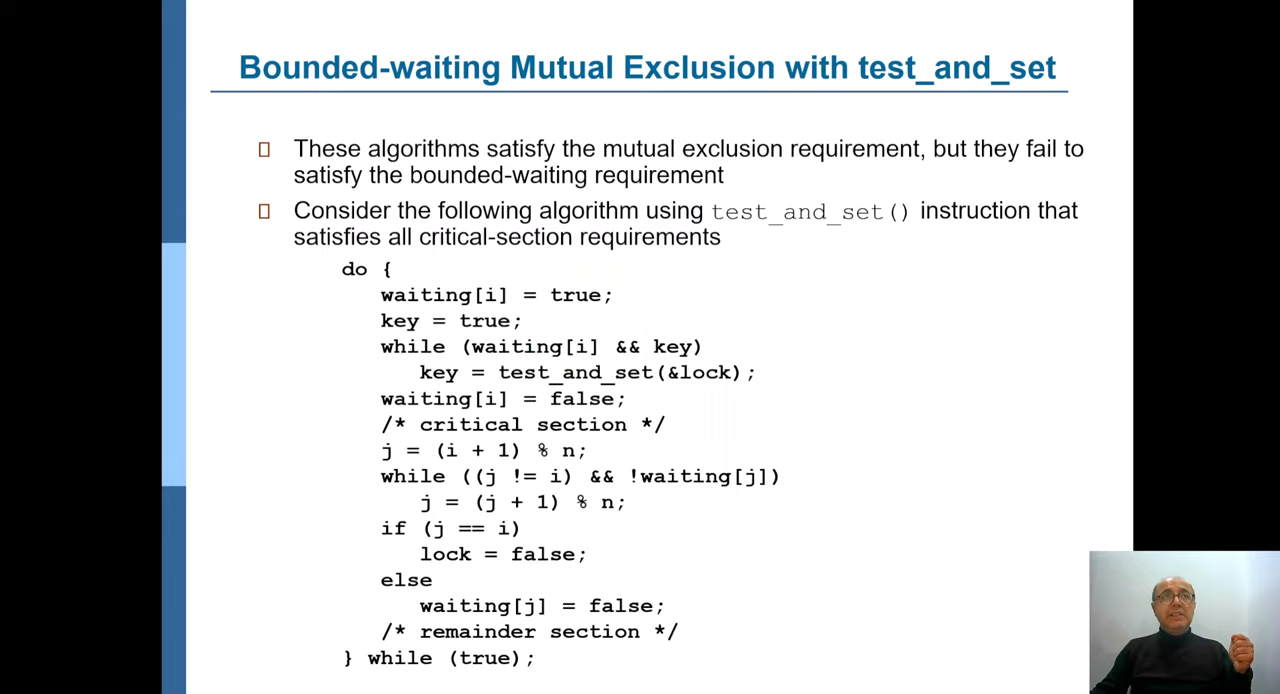 Bounded-waiting Mutual Exclusion with test_and_set
These algorithms satisfy the mutual exclusion requirement, but they fail to
satisfy the bounded-waiting requirement
Consider the following algorithm using test_and_set() instruction that
satisfies all critical-section requirements
do {
waiting[i] = true;
key = true;
while (waiting[i] && key)
key = test_and_set(&lock);
waiting[i] = false;
/* critical section */
j = (i + 1) % n;
while ((j != i) && !waiting[j])
j = (j + 1) % n;
if (j == i)
lock = false;
else
waiting[j] = false;
/* remainder section */
} while (true);